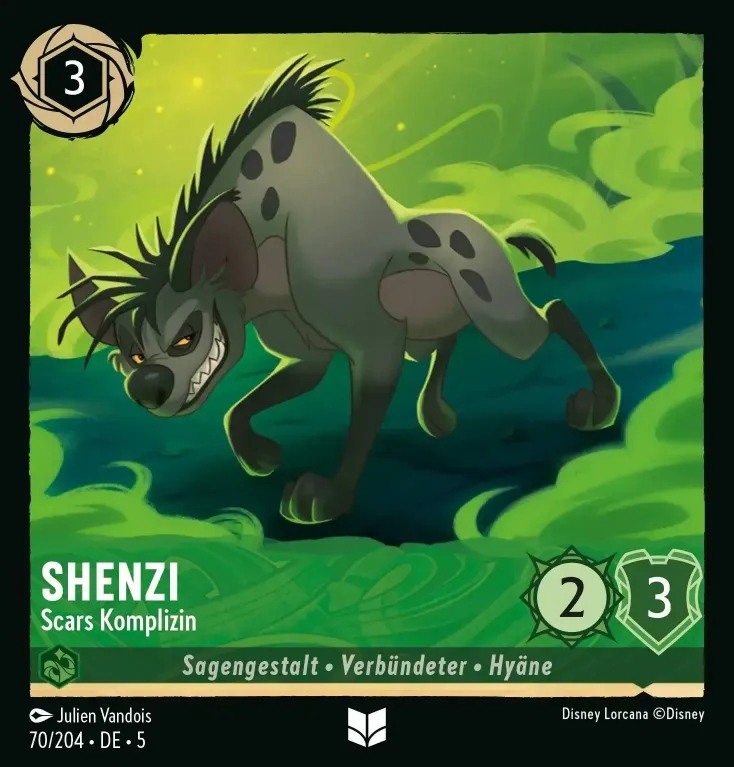 3
SHENZI
Scars Komplizin
2
3
Sagengestalt • Verbündeter • Hyäne
Julien Vandois
Disney Lorcana ©Disney
70/204 • DE • 5